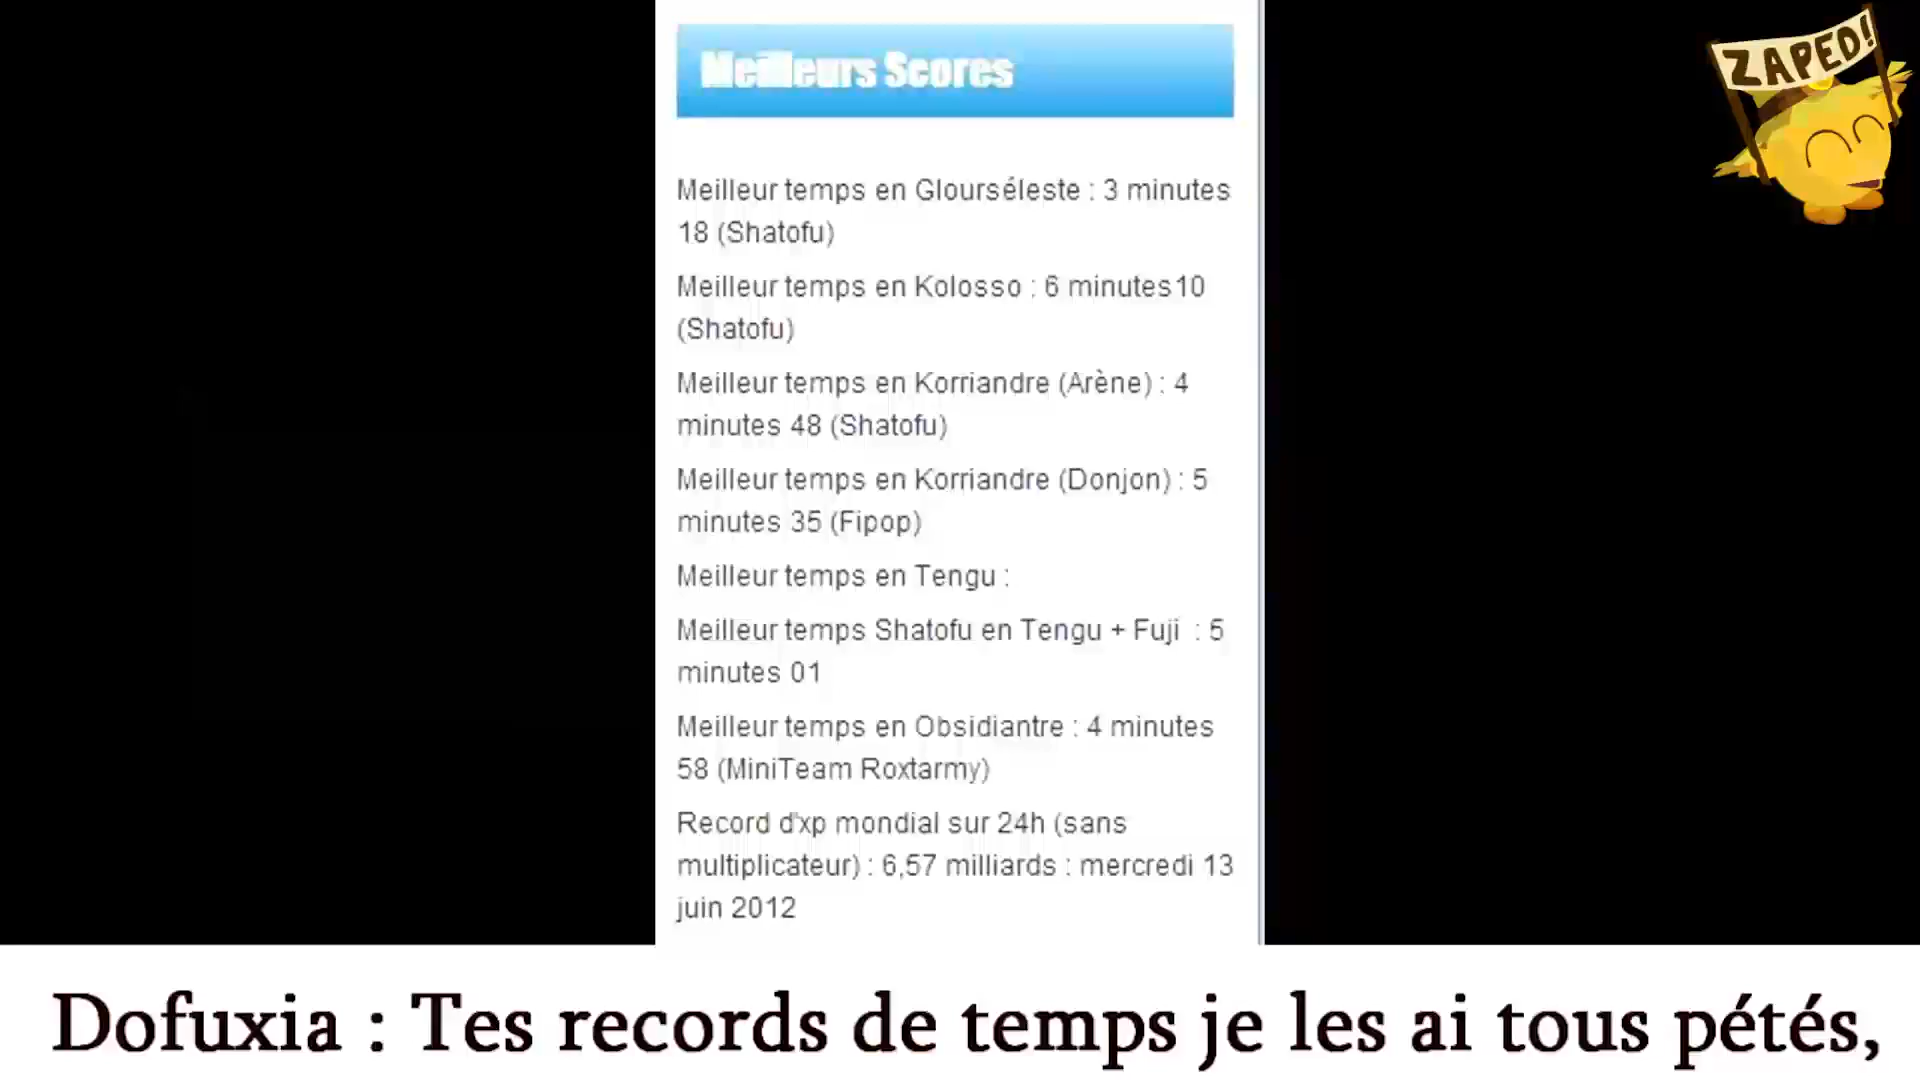 ZAPED!
Meilleurs Scores
Meilleur temps en Glourséleste : 3 minutes
18 (Shatofu)
Meilleur temps en Kolosso : 6 minutes10
(Shatofu)
Meilleur temps en Korriandre (Arène) : 4
minutes 48 (Shatofu)
Meilleur temps en Korriandre (Donjon) : 5
minutes 35 (Fipop)
Meilleur temps en Tengu :
Meilleur temps Shatofu en Tengu + Fuji : 5
minutes 01
Meilleur temps en Obsidiantre : 4 minutes
58 (MiniTeam Roxtarmy)
Record d'xp mondial sur 24h (sans
multiplicateur) : 6,57 milliards : mercredi 13
juin 2012
Dofuxia : Tes records de temps je les ai tous pétés,